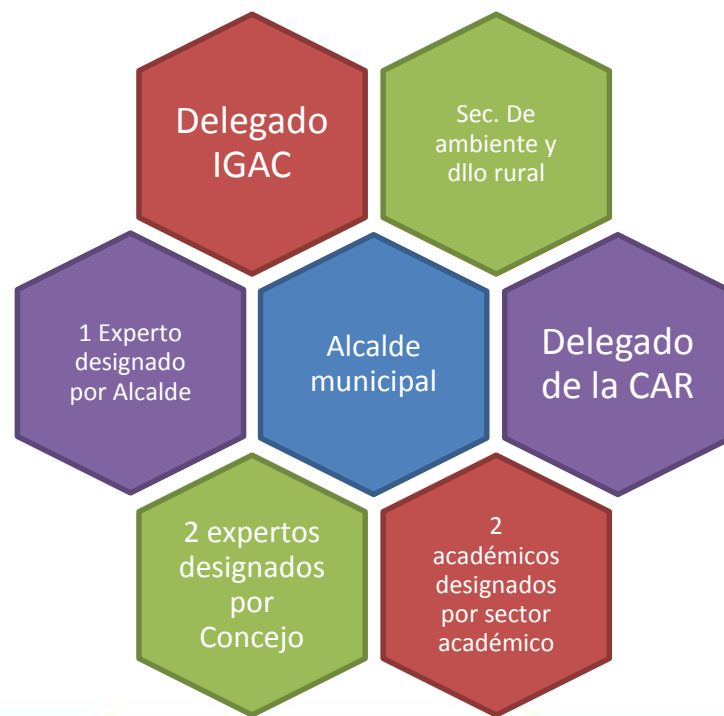 Delegado
IGAC
Sec. De
ambiente y
dllo rural
1 Experto
designado
por Alcalde
Alcalde
municipal
Delegado
de la CAR
2 expertos
designados
por
Concejo
2
académicos
designados
por sector
académico